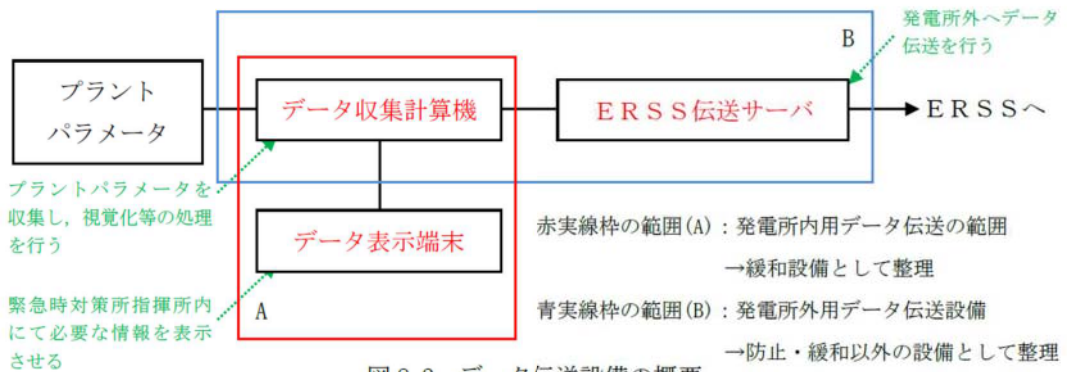 発電所外へデータ
伝送を行う
B
プラント
パラメータ
データ収集計算機
ERSS伝送サーバ
ERSSへ
プラントパラメータを
収集し,視覚化等の処理
を行う
データ表示端末
赤実線枠の範囲(A):発電所内用データ伝送の範囲
→緩和設備として整理
緊急時対策所指揮所内
にて必要な情報を表示
させる
A
青実線枠の範囲(B):発電所外用データ伝送設備
→防止・緩和以外の設備として整理